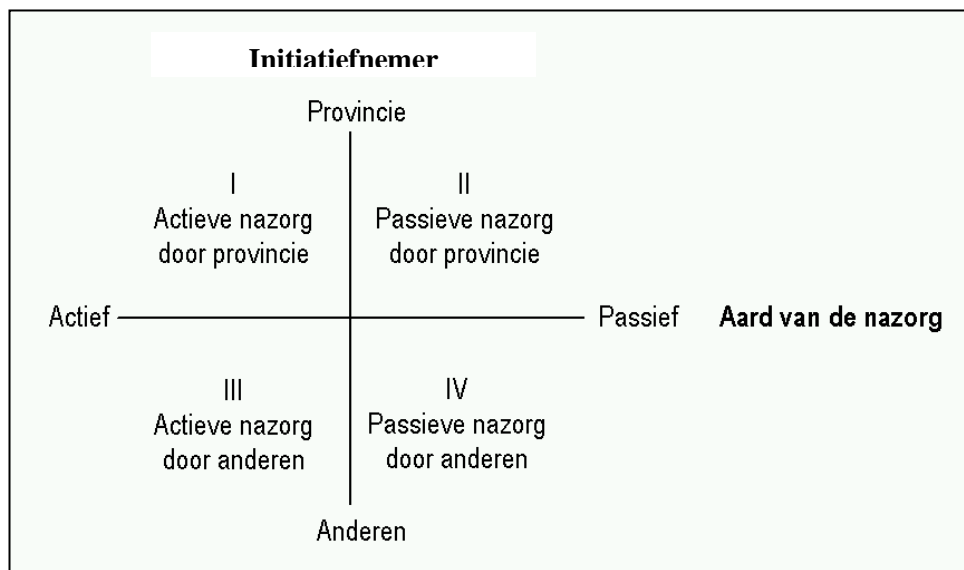 Initiatiefnemer
Provincie
I
Actieve nazorg
door provincie
II
Passieve nazorg
door provincie
Actief
Passief
Aard van de nazorg
III
Actieve nazorg
door anderen
IV
Passieve nazorg
door anderen
Anderen